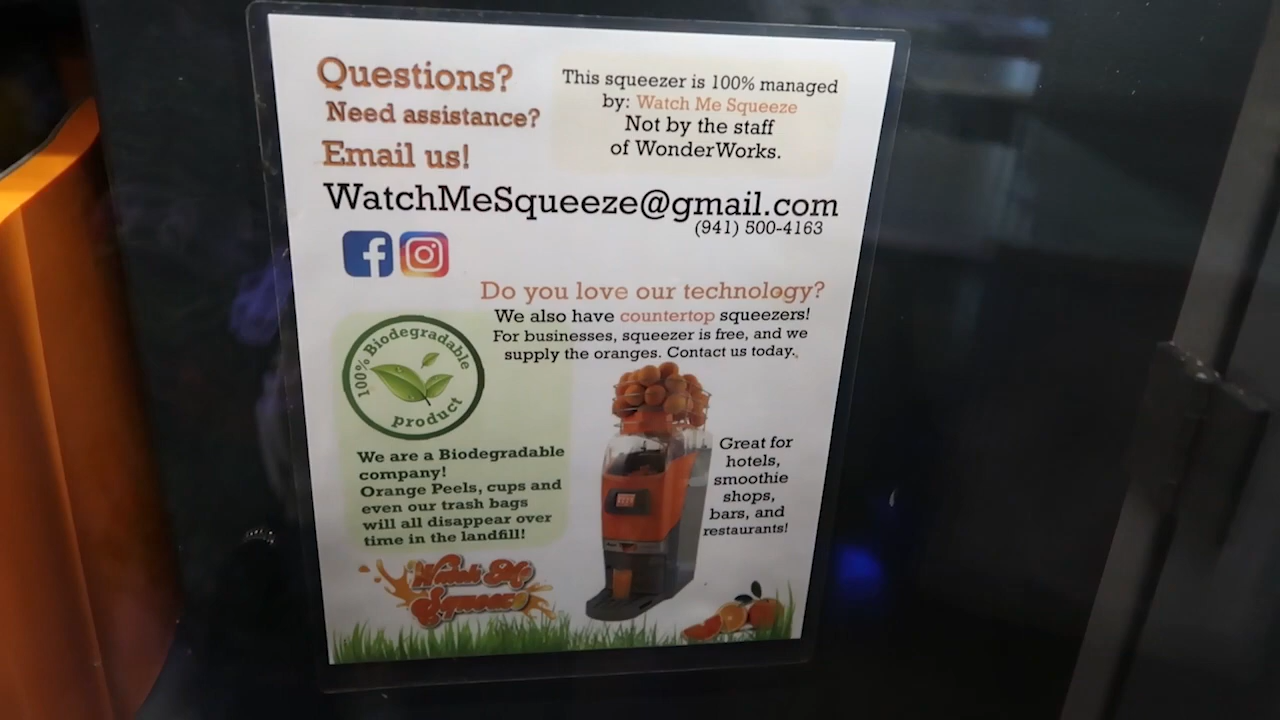 Questions?
Need assistance?
Email us!
This squeezer is 100% managed
by: Watch Me Squeeze
Not by the staff
of WonderWorks.
WatchMeSqueeze@gmail.com
(941) 500-4163
Do you love our technology?
We also have countertop squeezers!
For businesses, squeezer is free, and we
supply the oranges. Contact us today.
100% Biodegradable
product
We are a Biodegradable
company!
Orange Peels, cups and
even our trash bags
will all disappear over
time in the landfill!
Great for
hotels,
smoothie
shops,
bars, and
restaurants!
Watch Me
Squeeze